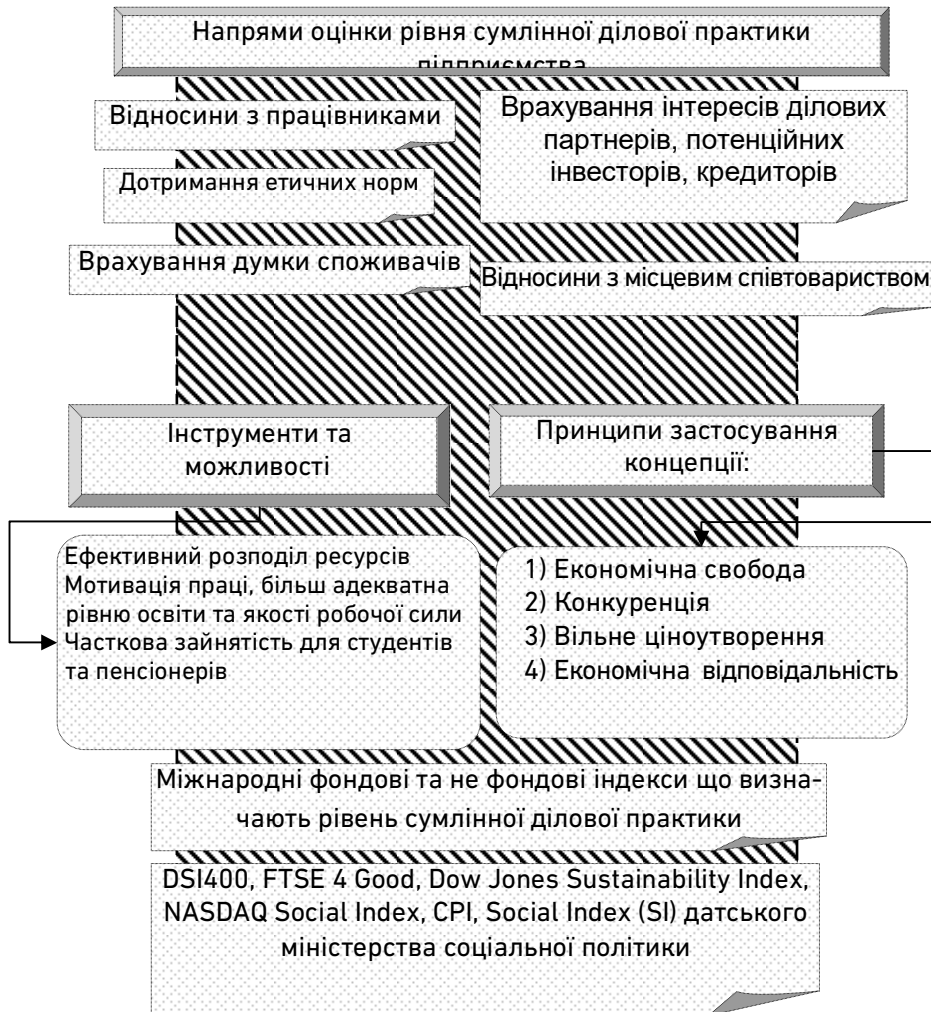 Напрями оцінки рівня сумлінної ділової практики
підприємства
Відносини з працівниками
Врахування інтересів ділових
партнерів, потенційних
інвесторів, кредиторів
Дотримання етичних норм
Врахування думки споживачів
Відносини з місцевим співтовариством
Інструменти та
можливості
Принципи застосування
концепції:
Ефективний розподіл ресурсів
Мотивація праці, більш адекватна
рівню освіти та якості робочої сили
Часткова зайнятість для студентів
та пенсіонерів
1) Економічна свобода
2) Конкуренція
3) Вільне ціноутворення
4) Економічна відповідальність
Міжнародні фондові та не фондові індекси що визна-
чають рівень сумлінної ділової практики
DSI400, FTSE 4 Good, Dow Jones Sustainability Index,
NASDAQ Social Index, CPI, Social Index (SI) датського
міністерства соціальної політики